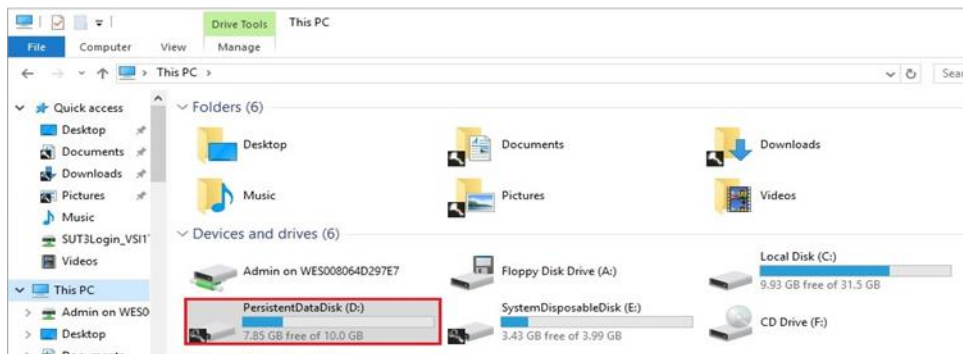 Drive Tools This PC
File Computer View Manage
This PC
Sear
Quick access
Desktop
Documents
Downloads
Pictures
Music
SUT3Login_VSI1
Videos
This PC
Admin on WES0
Desktop
Documents
Folders (6)
Desktop Documents Downloads
Music Pictures Videos
Devices and drives (6)
Admin on WES008064D297E7
Floppy Disk Drive (A:)
Local Disk (C:)
9.93 GB free of 31.5 GB
PersistentDataDisk (D:)
7.85 GB free of 10.0 GB
SystemDisposableDisk (E:)
3.43 GB free of 3.99 GB
CD Drive (F:)